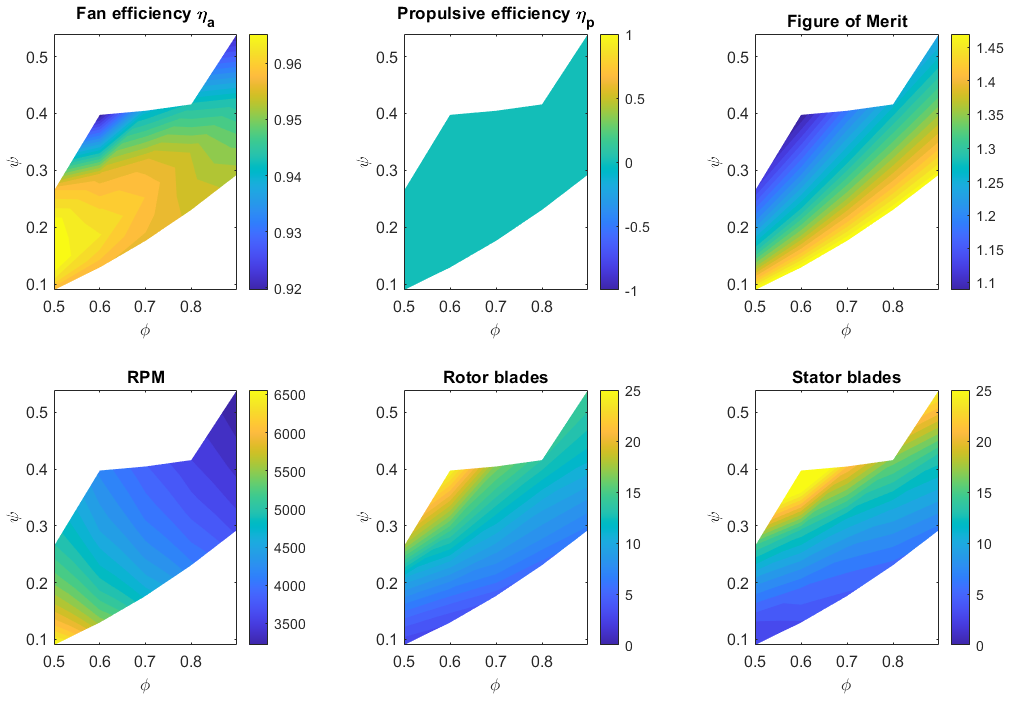 Fan efficiency ηa
Propulsive efficiency ηp
Figure of Merit
0.5
0.4
0.3
0.2
0.1
ψ
0.5 0.6 0.7 0.8
ϕ
0.96
0.95
0.94
0.93
0.92
0.5
0.4
0.3
0.2
0.1
ψ
0.5 0.6 0.7 0.8
ϕ
1
0.5
0
-0.5
-1
0.5
0.4
0.3
0.2
0.1
ψ
0.5 0.6 0.7 0.8
ϕ
1.45
1.4
1.35
1.3
1.25
1.2
1.15
1.1
RPM
Rotor blades
Stator blades
0.5
0.4
0.3
0.2
0.1
ψ
0.5 0.6 0.7 0.8
ϕ
6500
6000
5500
5000
4500
4000
3500
0.5
0.4
0.3
0.2
0.1
ψ
0.5 0.6 0.7 0.8
ϕ
25
20
15
10
5
0
0.5
0.4
0.3
0.2
0.1
ψ
0.5 0.6 0.7 0.8
ϕ
25
20
15
10
5
0